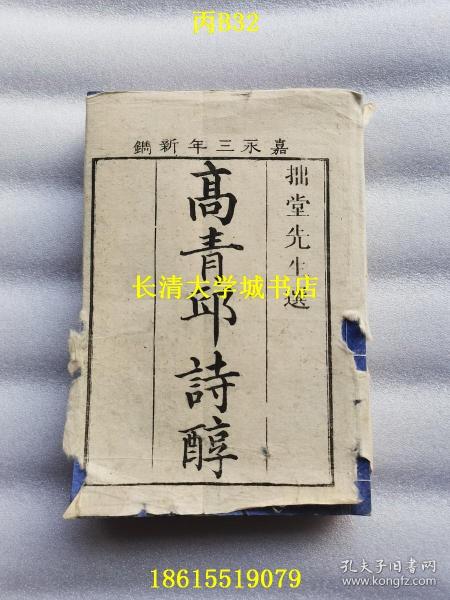 丙B32
嘉永三年新鐫
拙堂先生選
高青邱詩醇
长清大学城书店
18615519079
孔夫子旧书网
www.kongfz.com